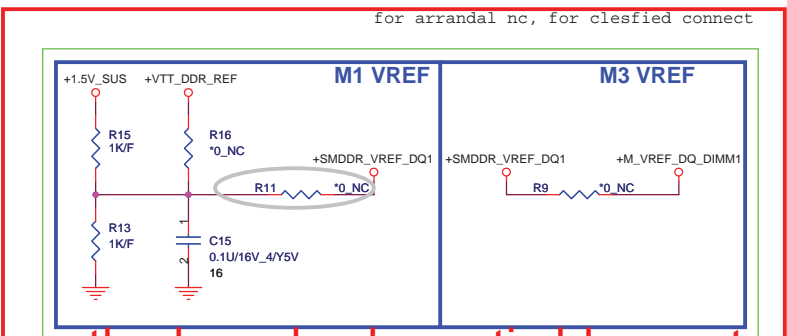 for arrandal nc, for clesfied connect
M1 VREF
M3 VREF
+1.5V_SUS
+VTT_DDR_REF
R15
1K/F
R16
*0_NC
+SMDDR_VREF_DQ1
+SMDDR_VREF_DQ1
+M_VREF_DQ_DIMM1
R11
*0_NC
R9
*0_NC
R13
1K/F
1
2
C15
0.1U/16V_4/Y5V
16